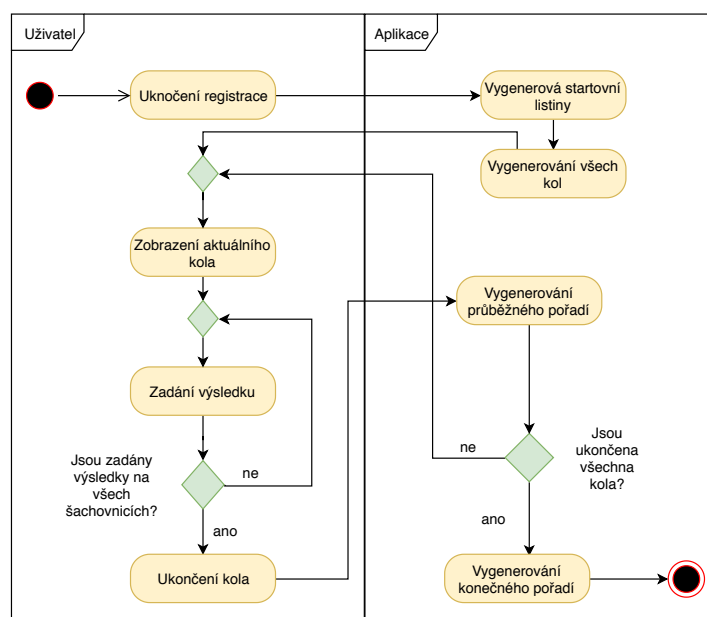 Uživatel
Aplikace
Uknočení registrace
Vygenerová startovní
listiny
Vygenerování všech
kol
Zobrazení aktuálního
kola
Vygenerování
průběžného pořadí
Zadání výsledku
Jsou zadány
výsledky na
všech
šachovnicích?
ne
ano
ne
Jsou
ukončena
všechna
kola?
ano
Ukončení kola
Vygenerování
konečného pořadí